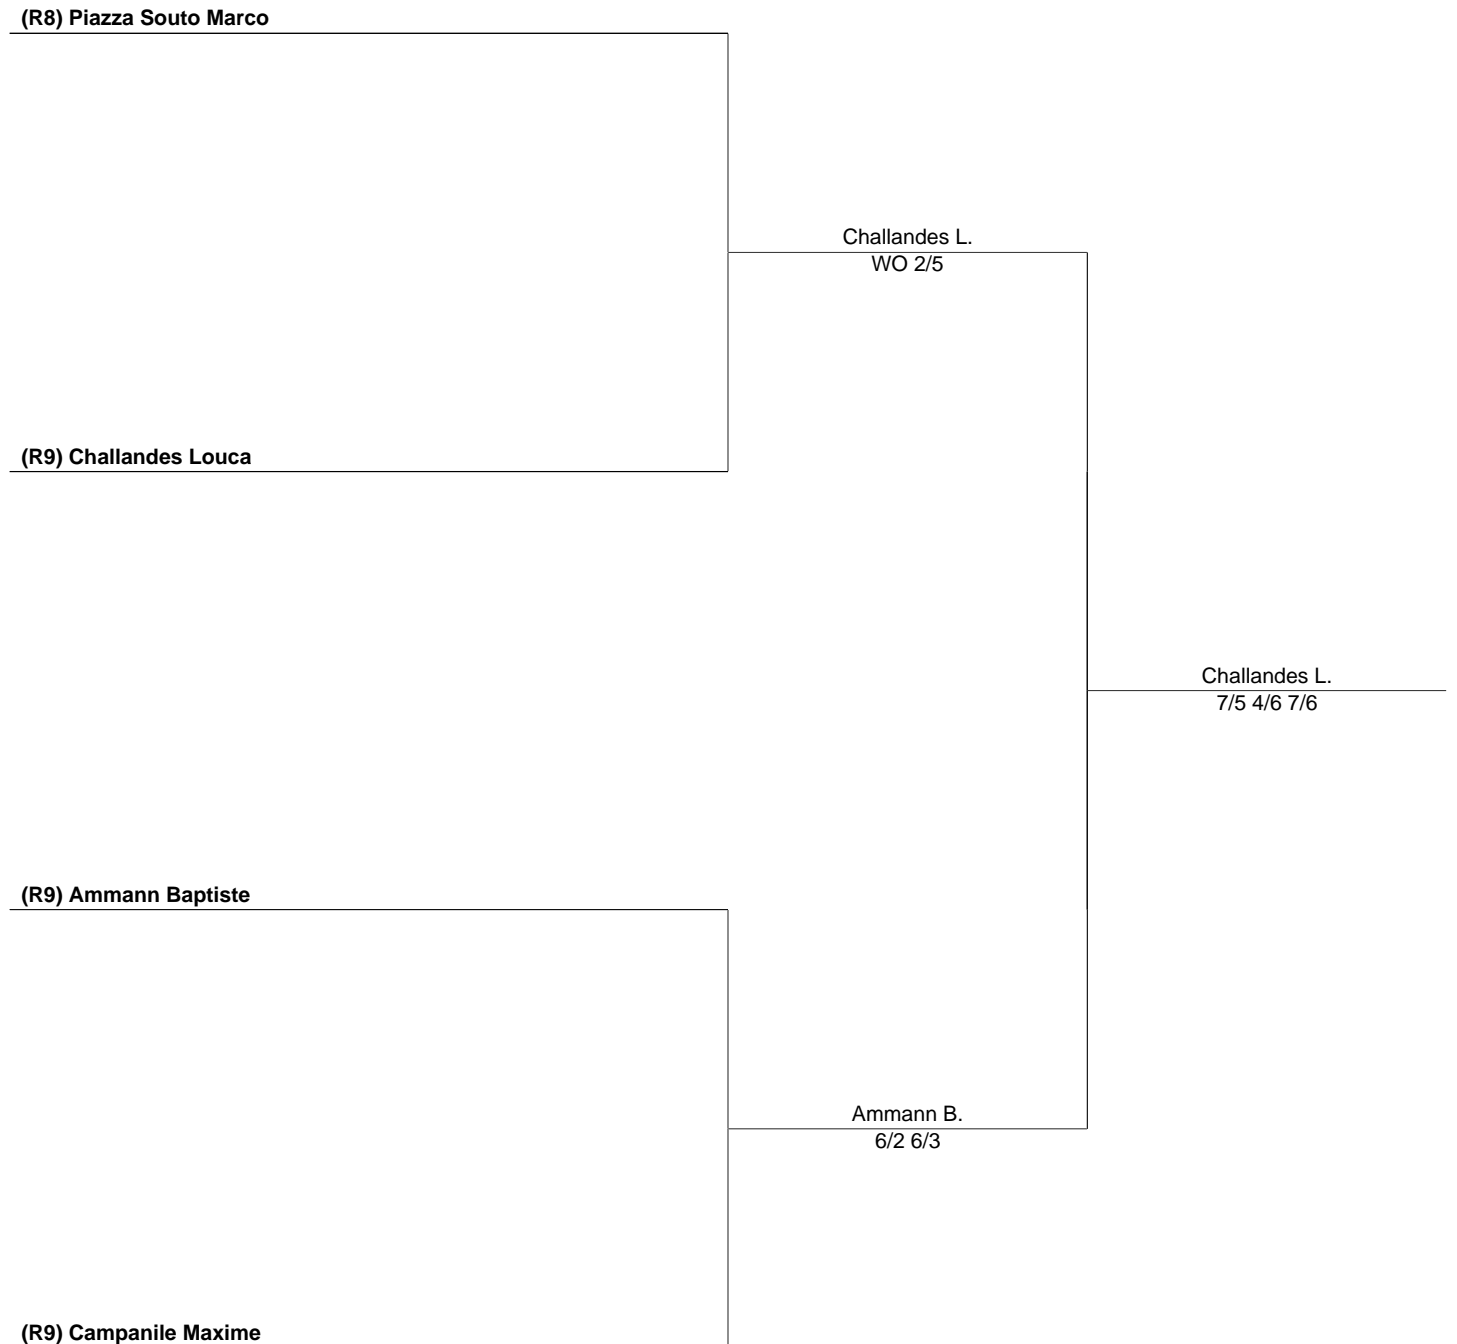 (R8) Piazza Souto Marco
Challandes L.
WO 2/5
(R9) Challandes Louca
Challandes L.
7/5 4/6 7/6
(R9) Ammann Baptiste
Ammann B.
6/2 6/3
(R9) Campanile Maxime